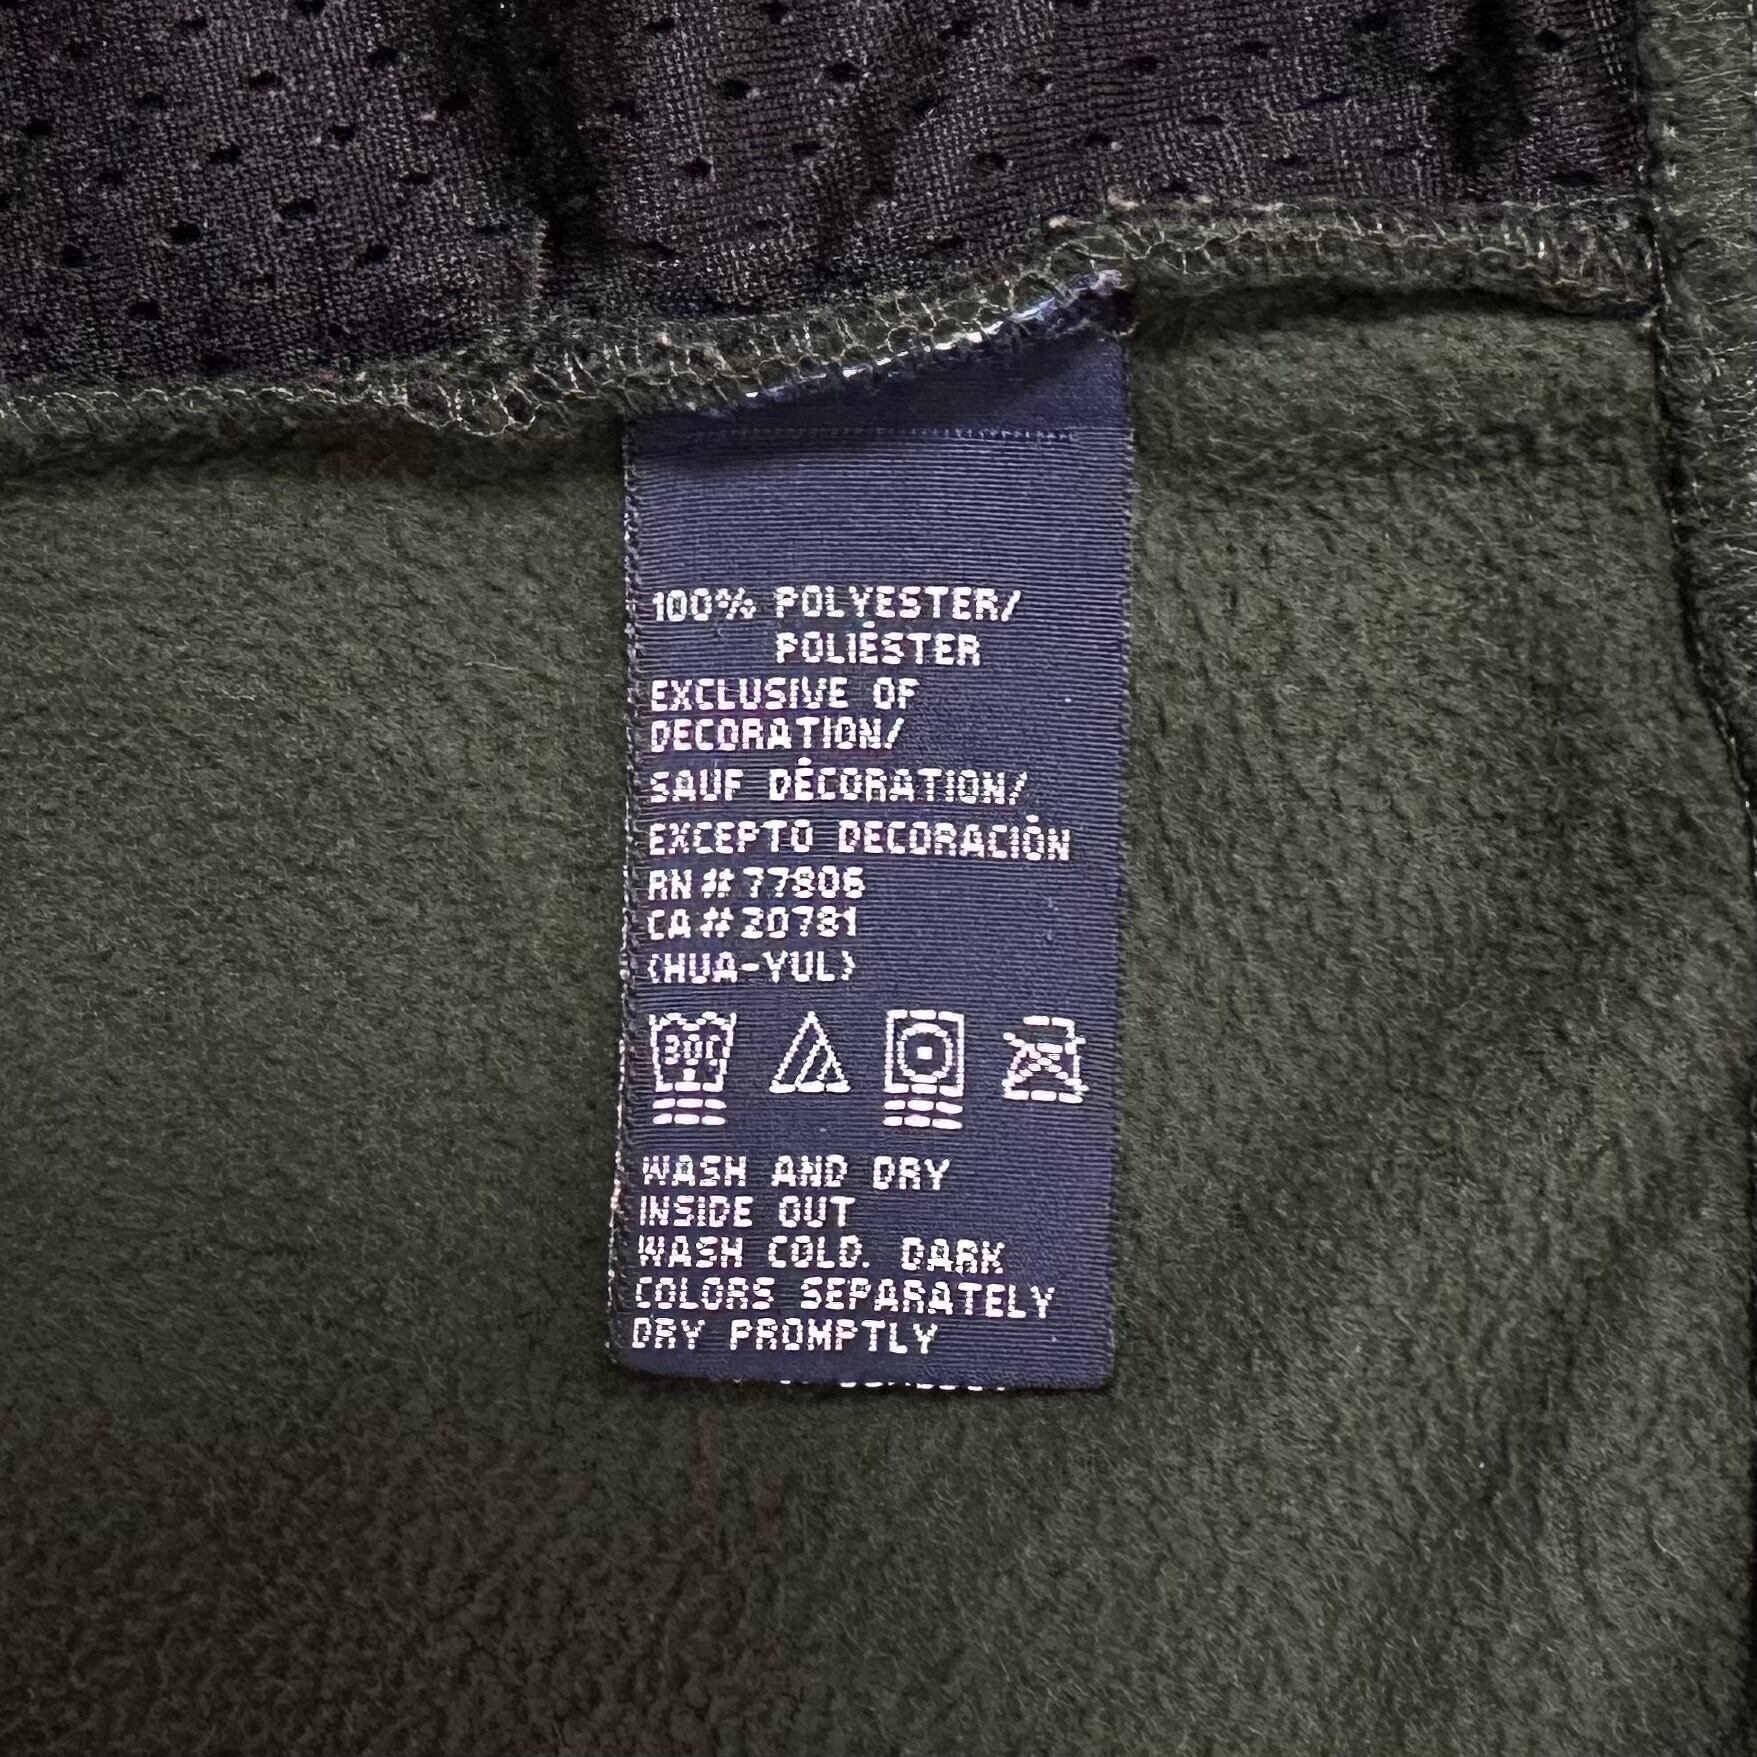 100% POLYESTER/
POLIÉSTER
EXCLUSIVE OF
DECORATION/
SAUF DÉCORATION/
EXCEPTO DECORACIÓN
RN # 77806
CA # 20781
(HUA-YUL)
30C
WASH AND DRY
INSIDE OUT
WASH COLD. DARK
COLORS SEPARATELY
DRY PROMPTLY